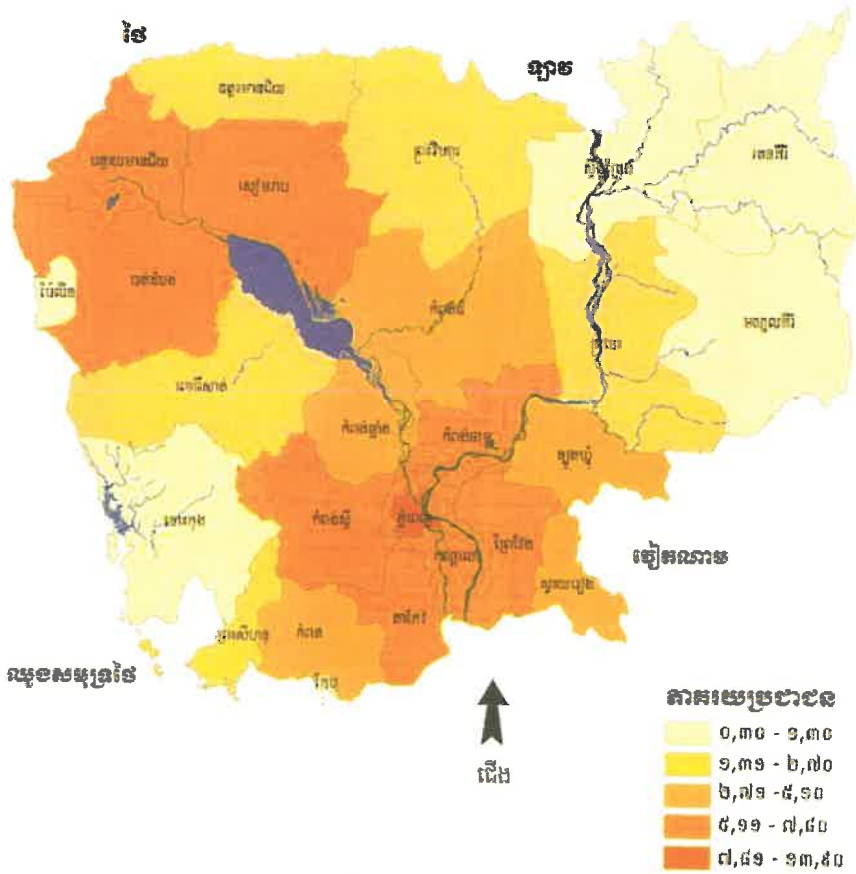 ថៃ
ឡាវ
ឧត្តរមានជ័យ
ព្រះវិហារ
ស្ទឹងត្រែង
រតនគីរី
បន្ទាយមានជ័យ
សៀមរាប
ប៉ៃលិន
បាត់ដំបង
កំពង់ធំ
ក្រចេះ
មណ្ឌលគីរី
ពោធិ៍សាត់
កំពង់ឆ្នាំង
កំពង់ចាម
ត្បូងឃ្មុំ
កោះកុង
កំពង់ស្ពឺ
ភ្នំពេញ
កណ្ដាល
ព្រៃវែង
វៀតណាម
ស្វាយរៀង
តាកែវ
ព្រះសីហនុ
កំពត
កែប
ឈូងសមុទ្រថៃ
ជើង
ភាគរយប្រជាជន
០,៣០ - ១,៣០
១,៣១ - ២,៧០
២,៧១ -៥,១០
៥,១១ - ៧,៨០
៧,៨១ - ១៣,៩០